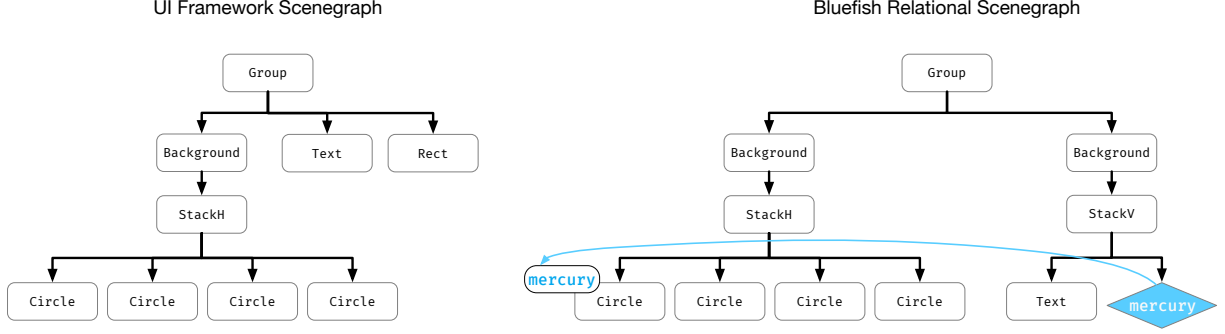 UI Framework Scenegraph
Group
Background
Text
Rect
StackH
Circle
Circle
Circle
Circle
Bluefish Relational Scenegraph
Group
Background
Background
StackH
StackV
mercury
Circle
Circle
Circle
Circle
Text
mercury